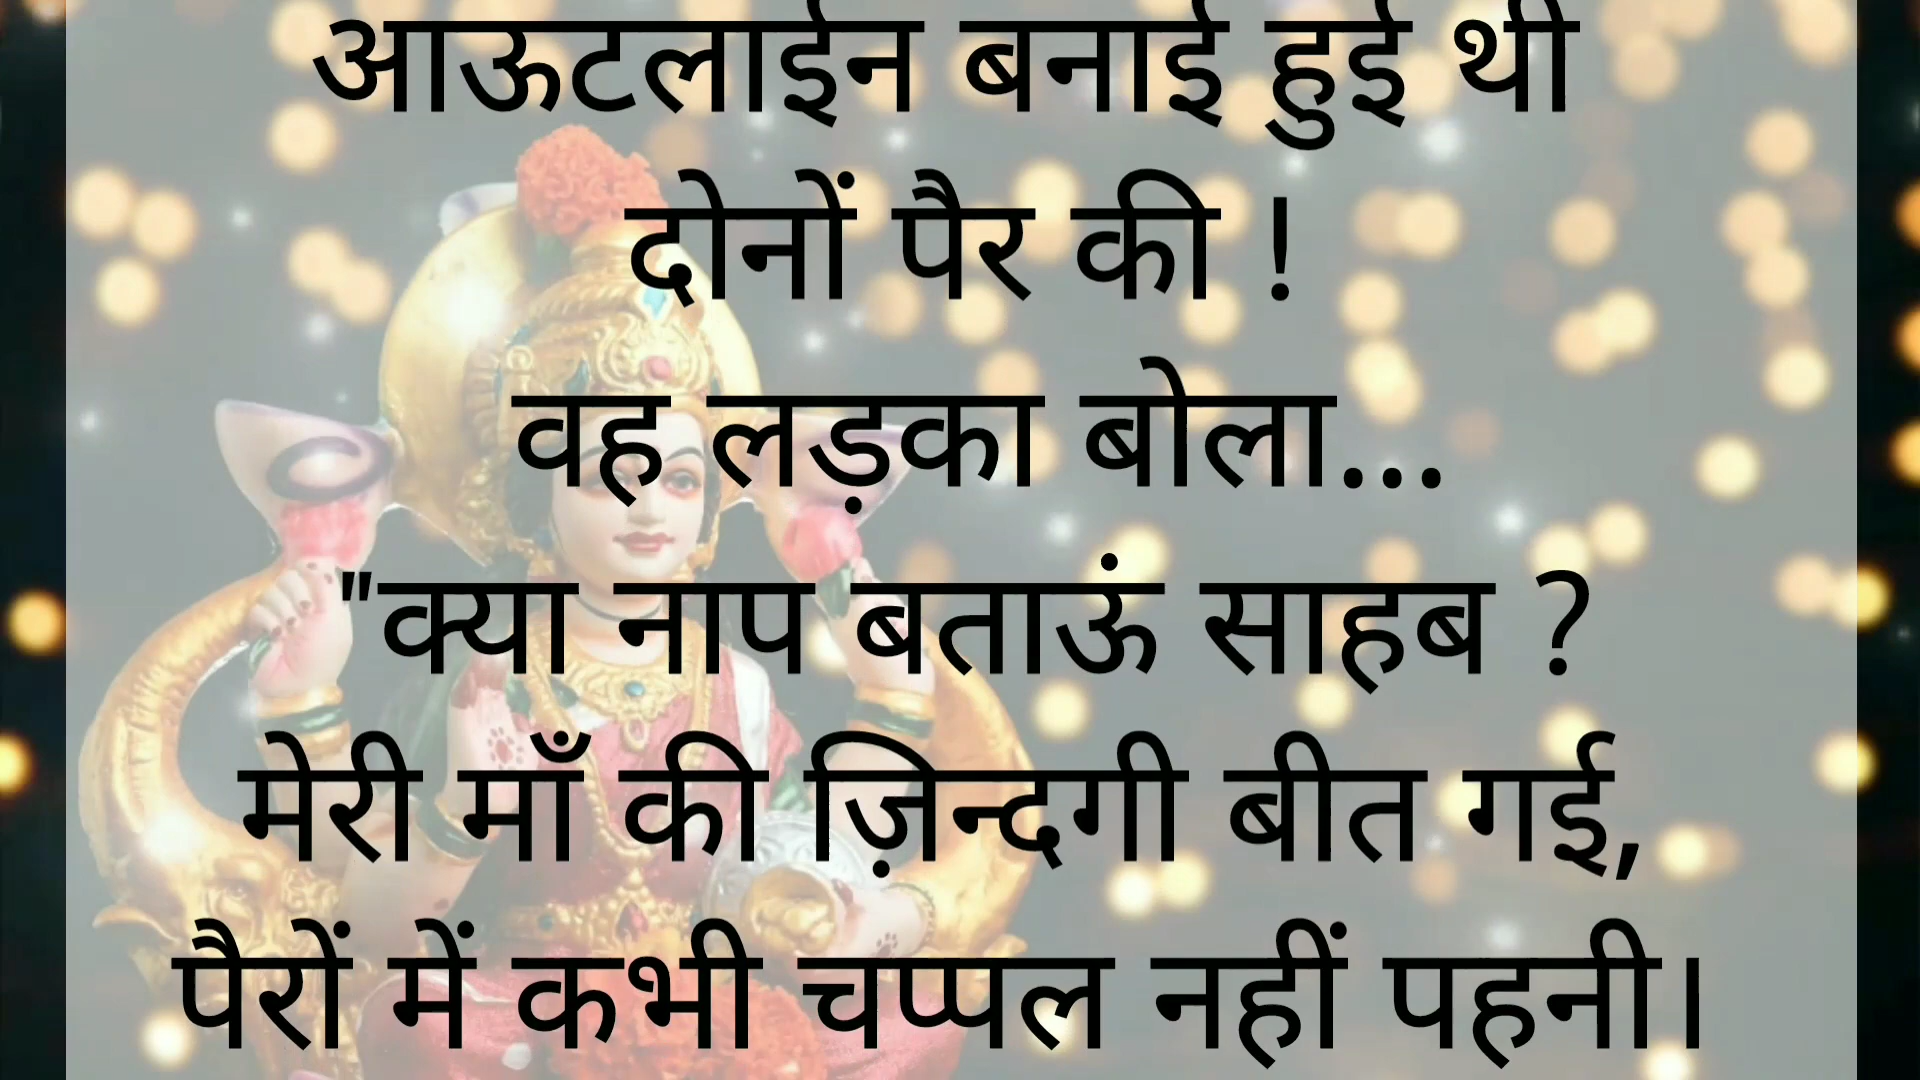 आऊटलाईन बनाई हुई थी
दोनों पैर की !
वह लड़का बोला...
"क्या नाप बताऊं साहब ?
मेरी माँ की ज़िन्दगी बीत गई,
पैरों में कभी चप्पल नहीं पहनी।